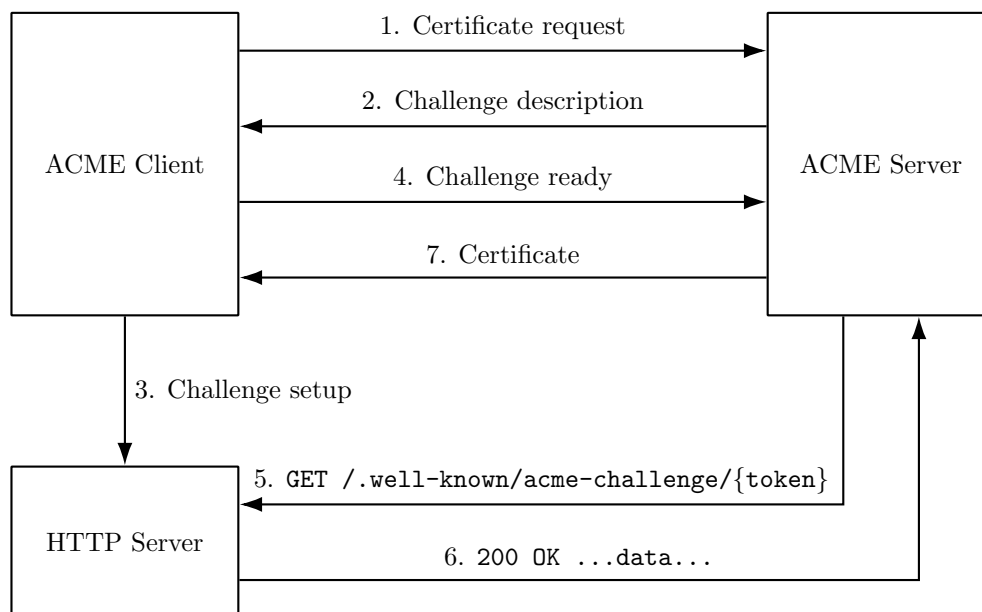 1. Certificate request
2. Challenge description
ACME Client
ACME Server
4. Challenge ready
7. Certificate
3. Challenge setup
5. GET /.well-known/acme-challenge/{token}
HTTP Server
6. 200 OK ...data...